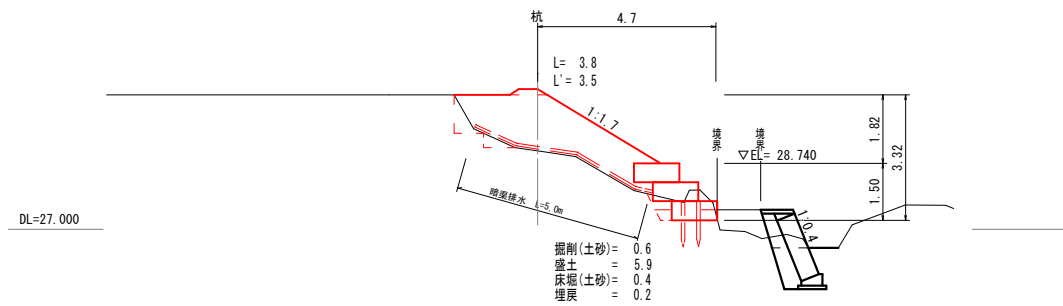 杭
4.7
L= 3.8
L'= 3.5
1:1.7
境界
境界
1.82
3.32
▽EL= 28.740
1.50
暗渠排水 L=5.0m
1:0.4
DL=27.000
掘削(土砂)= 0.6
盛土 = 5.9
床堀(土砂)= 0.4
埋戻 = 0.2